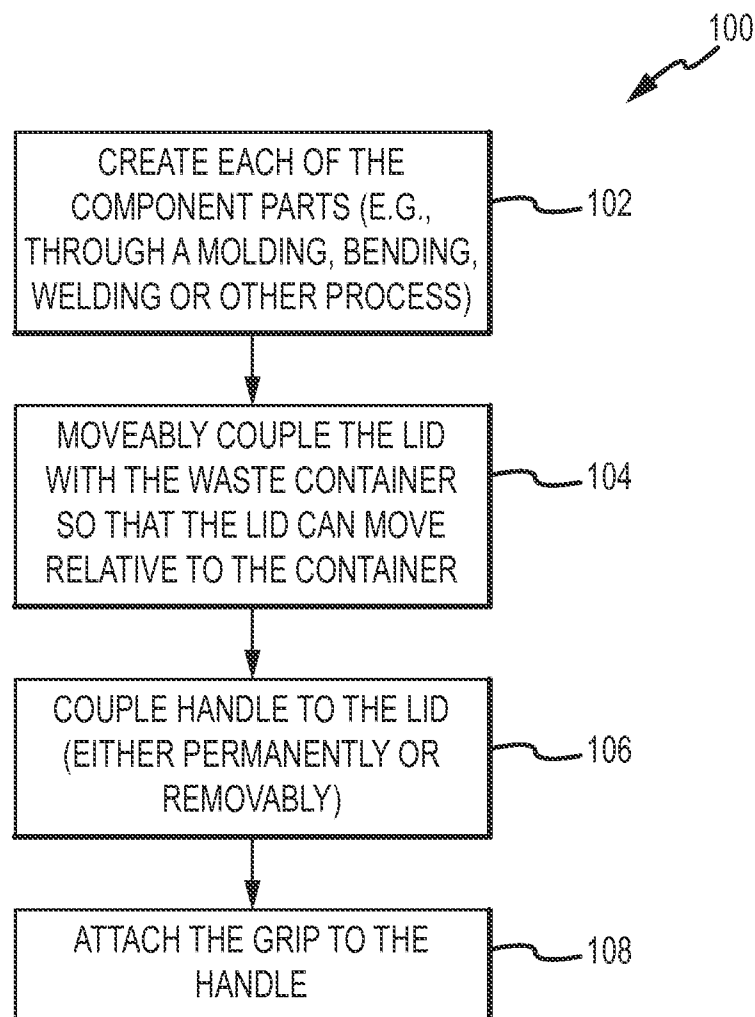 100
CREATE EACH OF THE
COMPONENT PARTS (E.G.,
THROUGH A MOLDING, BENDING,
WELDING OR OTHER PROCESS)
102
MOVEABLY COUPLE THE LID
WITH THE WASTE CONTAINER
SO THAT THE LID CAN MOVE
RELATIVE TO THE CONTAINER
104
COUPLE HANDLE TO THE LID
(EITHER PERMANENTLY OR
REMOVABLY)
106
ATTACH THE GRIP TO THE
HANDLE
108